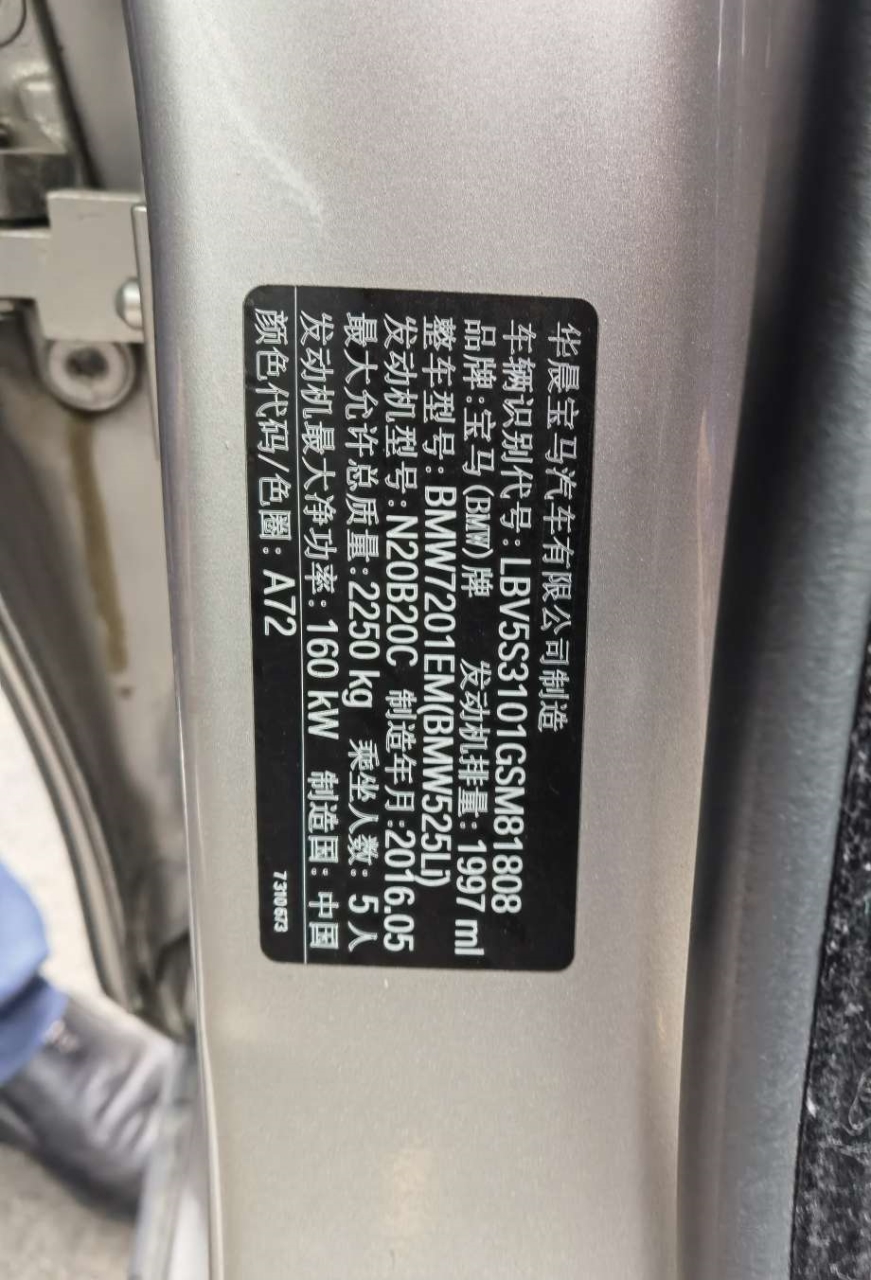 华晨宝马汽车有限公司制造
车辆识别代号: LBV5S3101GSM81808
品牌:宝马(BMW)牌 发动机排量: 1997 ml
整车型号: BMW7201EM(BMW525Li)
发动机型号:N20B20C 制造年月:2016.05
最大允许总质量:2250 kg 乘坐人数: 5人
发动机最大净功率: 160 kW 制造国: 中国
颜色代码/色圈: A72
7310673